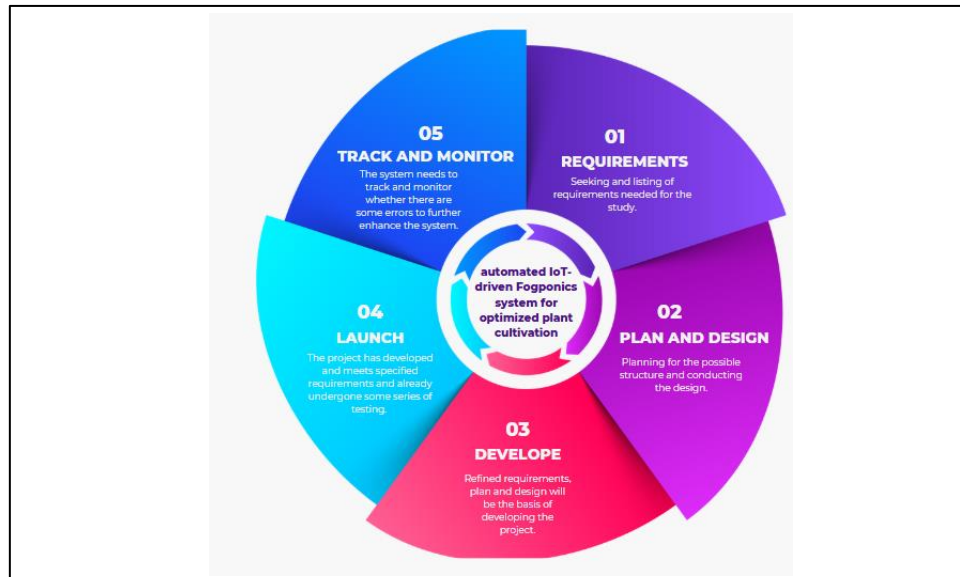 01
REQUIREMENTS
Seeking and listing of
requirements needed for the
study.
02
PLAN AND DESIGN
Planning for the possible
structure and conducting
the design.
03
DEVELOPE
Refined requirements,
plan and design will
be the basis of
developing the
project.
04
LAUNCH
The project has developed
and meets specified
requirements and already
undergone some series of
testing.
05
TRACK AND MONITOR
The system needs to
track and monitor
whether there are
some errors to further
enhance the system.
automated IoT-
driven Fogponics
system for
optimized plant
cultivation